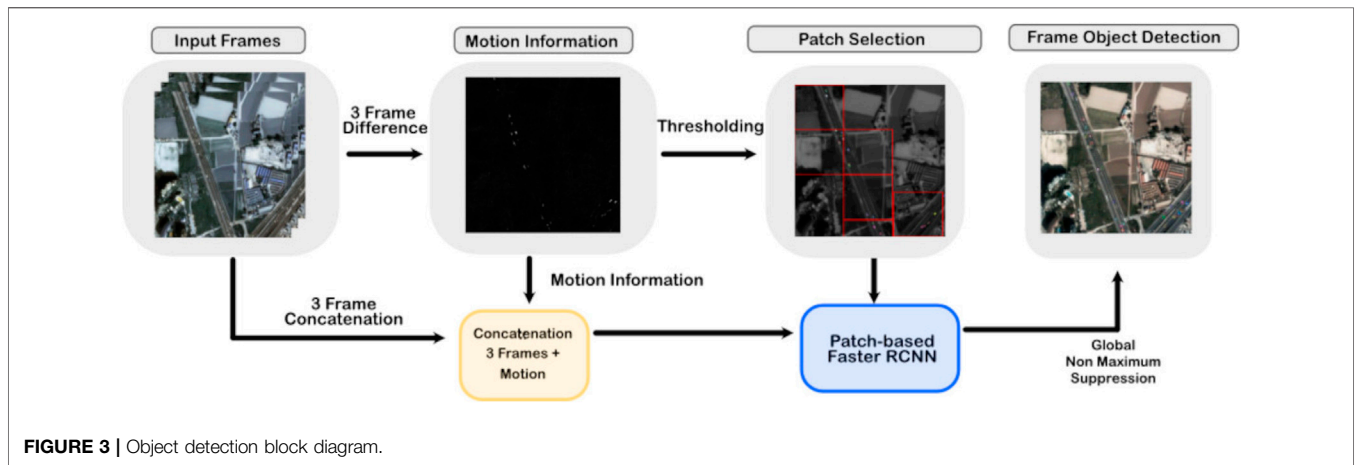 Input Frames
Motion Information
Patch Selection
Frame Object Detection
3 Frame
Difference
Thresholding
Motion Information
3 Frame
Concatenation
Concatenation
3 Frames +
Motion
Patch-based
Faster RCNN
Global
Non Maximum
Suppression
FIGURE 3 | Object detection block diagram.